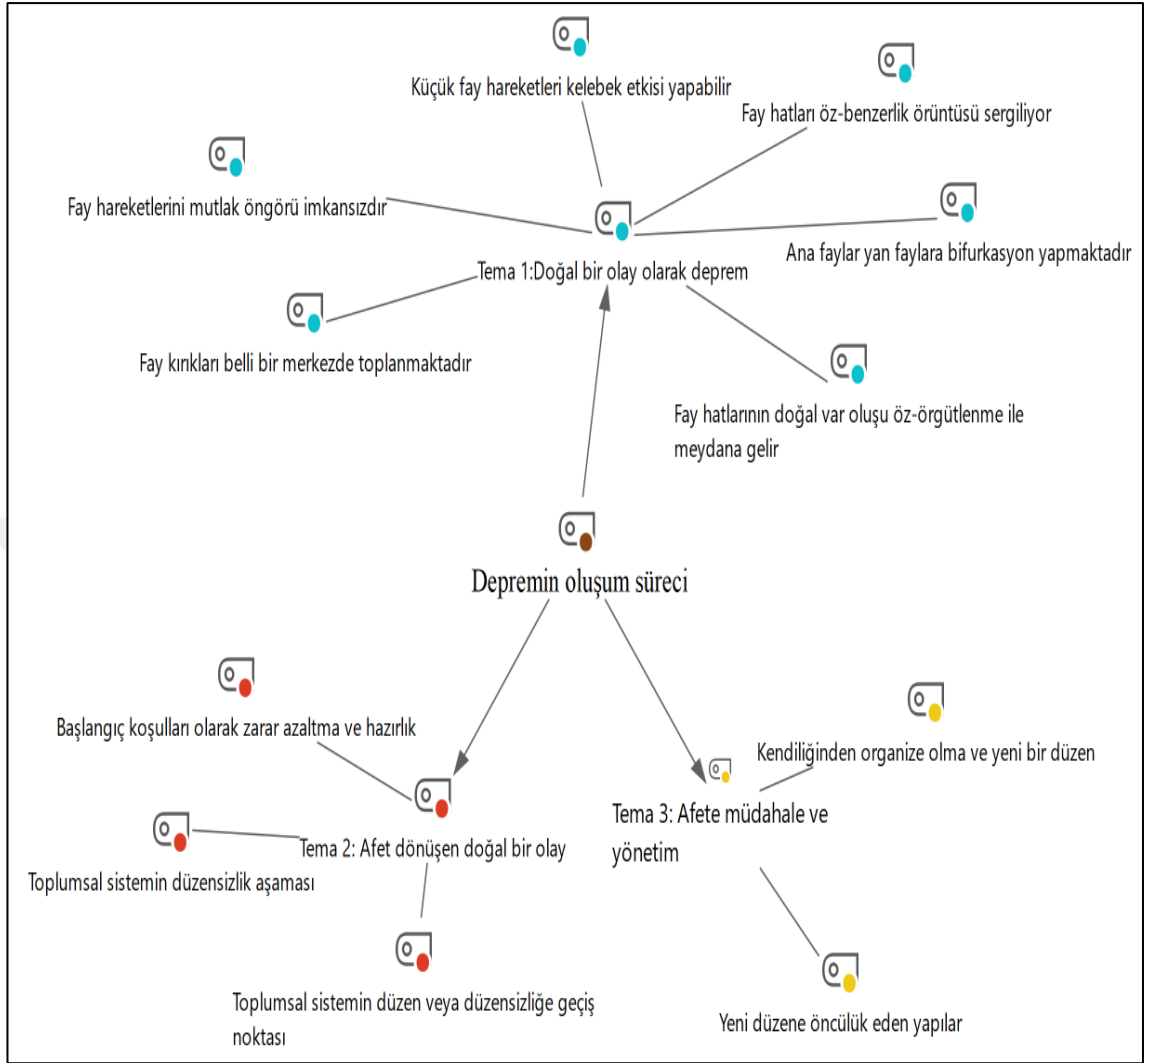 Küçük fay hareketleri kelebek etkisi yapabilir
Fay hatları öz-benzerlik örüntüsü sergiliyor
Fay hareketlerini mutlak öngörü imkansızdır
Ana faylar yan faylara bifurkasyon yapmaktadır
Tema 1:Doğal bir olay olarak deprem
Fay kırıkları belli bir merkezde toplanmaktadır
Fay hatlarının doğal var oluşu öz-örgütlenme ile
meydana gelir
Depremin oluşum süreci
Başlangıç koşulları olarak zarar azaltma ve hazırlık
Kendiliğinden organize olma ve yeni bir düzen
Tema 3: Afete müdahale ve
yönetim
Tema 2: Afet dönüşen doğal bir olay
Toplumsal sistemin düzensizlik aşaması
Toplumsal sistemin düzen veya düzensizliğe geçiş
noktası
Yeni düzene öncülük eden yapılar